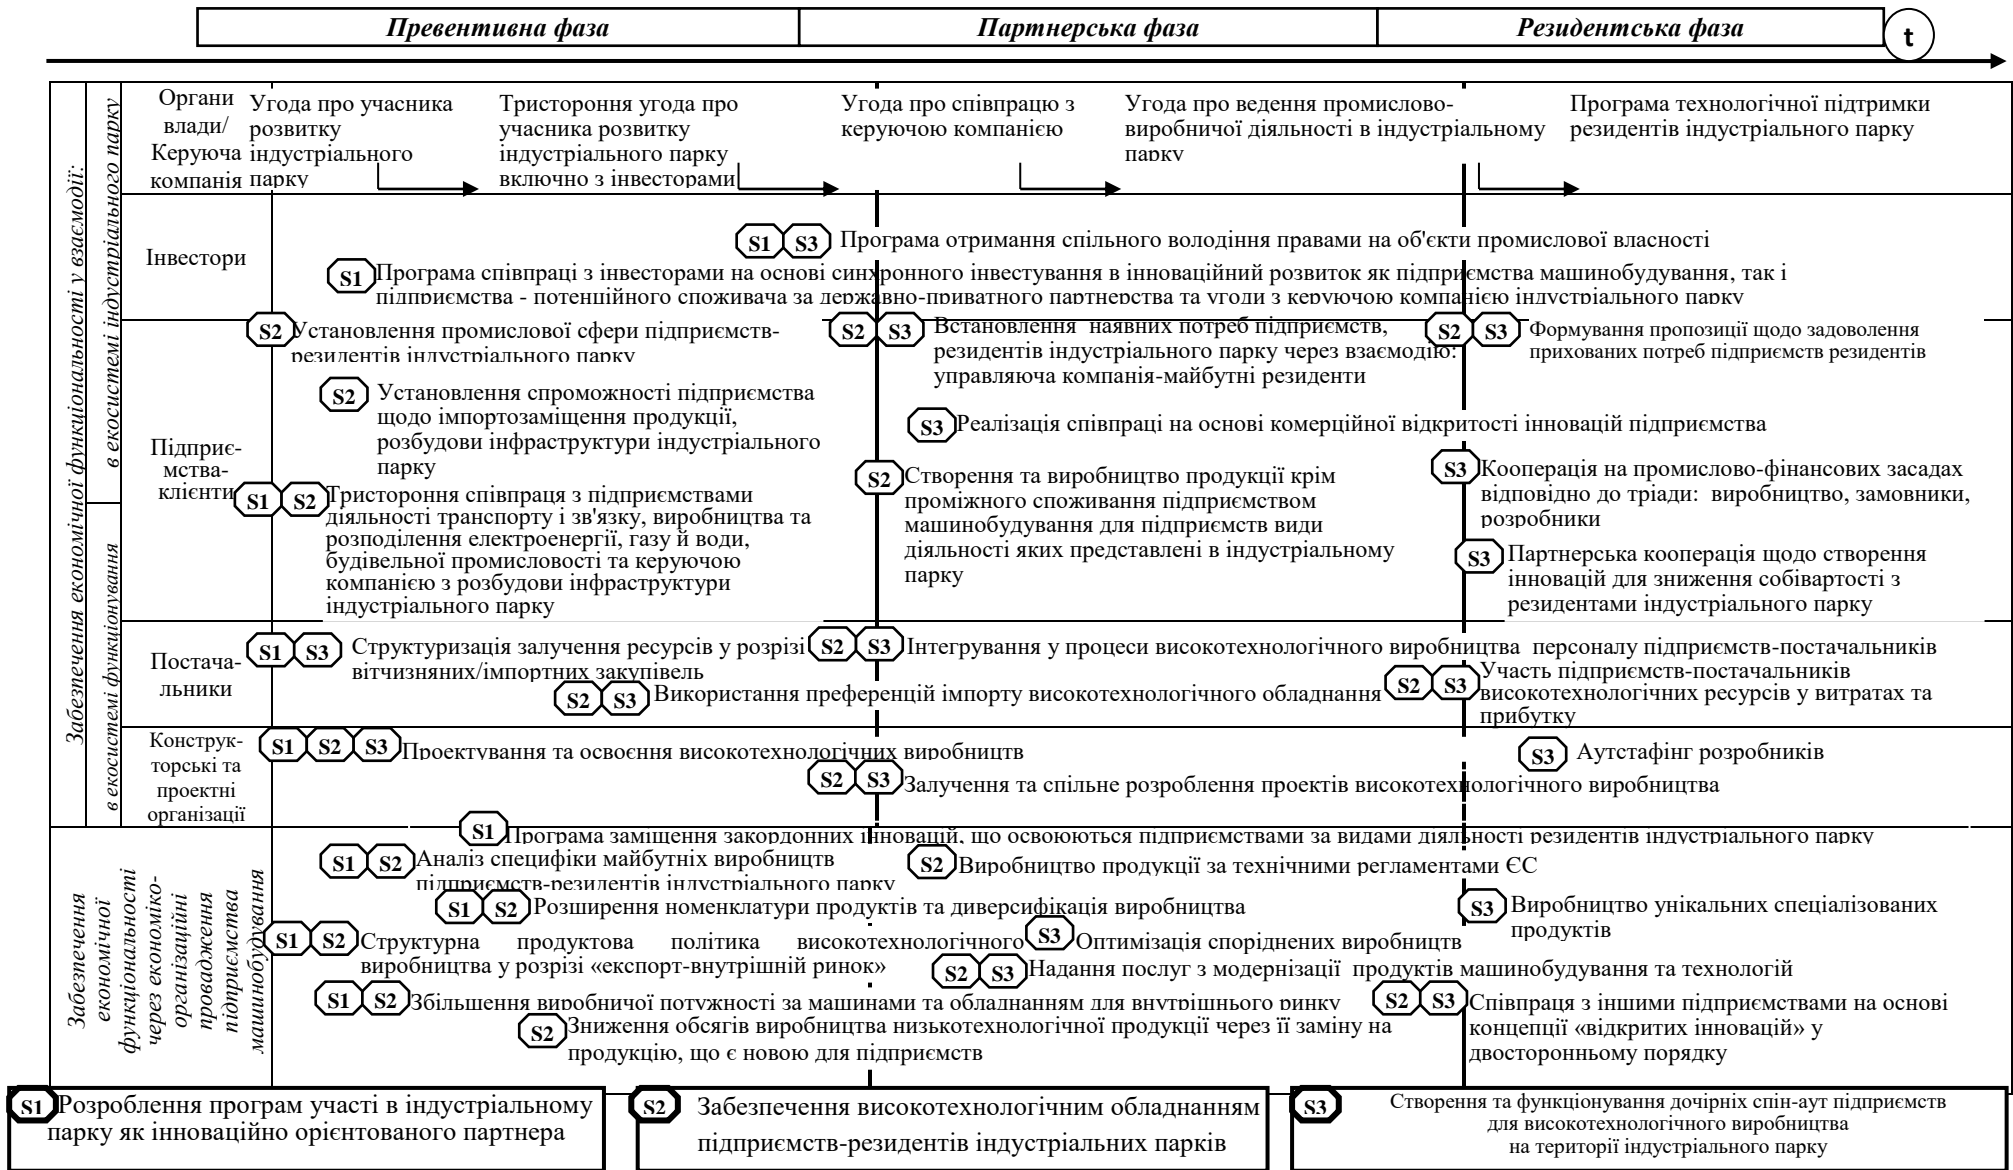 Превентивна фаза
Партнерська фаза
Резидентська фаза
t
Забезпечення економічної функціональності у взаємодії:
в екосистемі індустріального парку
в екосистемі функціонування
Органи
влади/
Керуюча
компанія
Угода про учасника
розвитку
індустріального
парку
Тристороння угода про
учасника розвитку
індустріального парку
включно з інвесторами
Угода про співпрацю з
керуючою компанією
Угода про ведення промислово-
виробничої діяльності в індустріальному
парку
Програма технологічної підтримки
резидентів індустріального парку
Інвестори
S1 S3 Програма отримання спільного володіння правами на об'єкти промислової власності
S1 Програма співпраці з інвесторами на основі синхронного інвестування в інноваційний розвиток як підприємства машинобудування, так і
підприємства - потенційного споживача за державно-приватного партнерства та угоди з керуючою компанією індустріального парку
Підприє-
мства-
клієнти
S2 Установлення промислової сфери підприємств-
резидентів індустріального парку
S2 S3 Встановлення наявних потреб підприємств,
резидентів індустріального парку через взаємодію:
управляюча компанія-майбутні резиденти
S2 S3 Формування пропозиції щодо задоволення
прихованих потреб підприємств резидентів
S2 Установлення спроможності підприємства
щодо імпортозаміщення продукції,
розбудови інфраструктури індустріального
парку
S3 Реалізація співпраці на основі комерційної відкритості інновацій підприємства
S1 S2 Тристороння співпраця з підприємствами
діяльності транспорту і зв'язку, виробництва та
розподілення електроенергії, газу й води,
будівельної промисловості та керуючою
компанією з розбудови інфраструктури
індустріального парку
S2 Створення та виробництво продукції крім
проміжного споживання підприємством
машинобудування для підприємств види
діяльності яких представлені в індустріальному
парку
S3 Кооперація на промислово-фінансових засадах
відповідно до тріади: виробництво, замовники,
розробники
S3 Партнерська кооперація щодо створення
інновацій для зниження собівартості з
резидентами індустріального парку
Постача-
льники
S1 S3 Структуризація залучення ресурсів у розрізі
вітчизняних/імпортних закупівель
S2 S3 Інтегрування у процеси високотехнологічного виробництва персоналу підприємств-постачальників
S2 S3 Використання преференцій імпорту високотехнологічного обладнання
S2 S3 Участь підприємств-постачальників
високотехнологічних ресурсів у витратах та
прибутку
Конструк-
торські та
проектні
організації
S1 S2 S3 Проектування та освоєння високотехнологічних виробництв
S3 Аутстафінг розробників
S2 S3 Залучення та спільне розроблення проектів високотехнологічного виробництва
Забезпечення
економічної
функціональності
через економіко-
організаційні
провадження
підприємства
машинобудування
S1 Програма заміщення закордонних інновацій, що освоюються підприємствами за видами діяльності резидентів індустріального парку
S1 S2 Аналіз специфіки майбутніх виробництв
підприємств-резидентів індустріального парку
S2 Виробництво продукції за технічними регламентами ЄС
S1 S2 Розширення номенклатури продуктів та диверсифікація виробництва
S3 Виробництво унікальних спеціалізованих
продуктів
S1 S2 Структурна продуктова політика високотехнологічного
виробництва у розрізі «експорт-внутрішній ринок»
S3 Оптимізація споріднених виробництв
S2 S3 Надання послуг з модернізації продуктів машинобудування та технологій
S1 S2 Збільшення виробничої потужності за машинами та обладнанням для внутрішнього ринку
S2 S3 Співпраця з іншими підприємствами на основі
концепції «відкритих інновацій» у
двосторонньому порядку
S2 Зниження обсягів виробництва низькотехнологічної продукції через її заміну на
продукцію, що є новою для підприємств
S1 Розроблення програм участі в індустріальному
парку як інноваційно орієнтованого партнера
S2 Забезпечення високотехнологічним обладнанням
підприємств-резидентів індустріальних парків
S3 Створення та функціонування дочірніх спін-аут підприємств
для високотехнологічного виробництва
на території індустріального парку